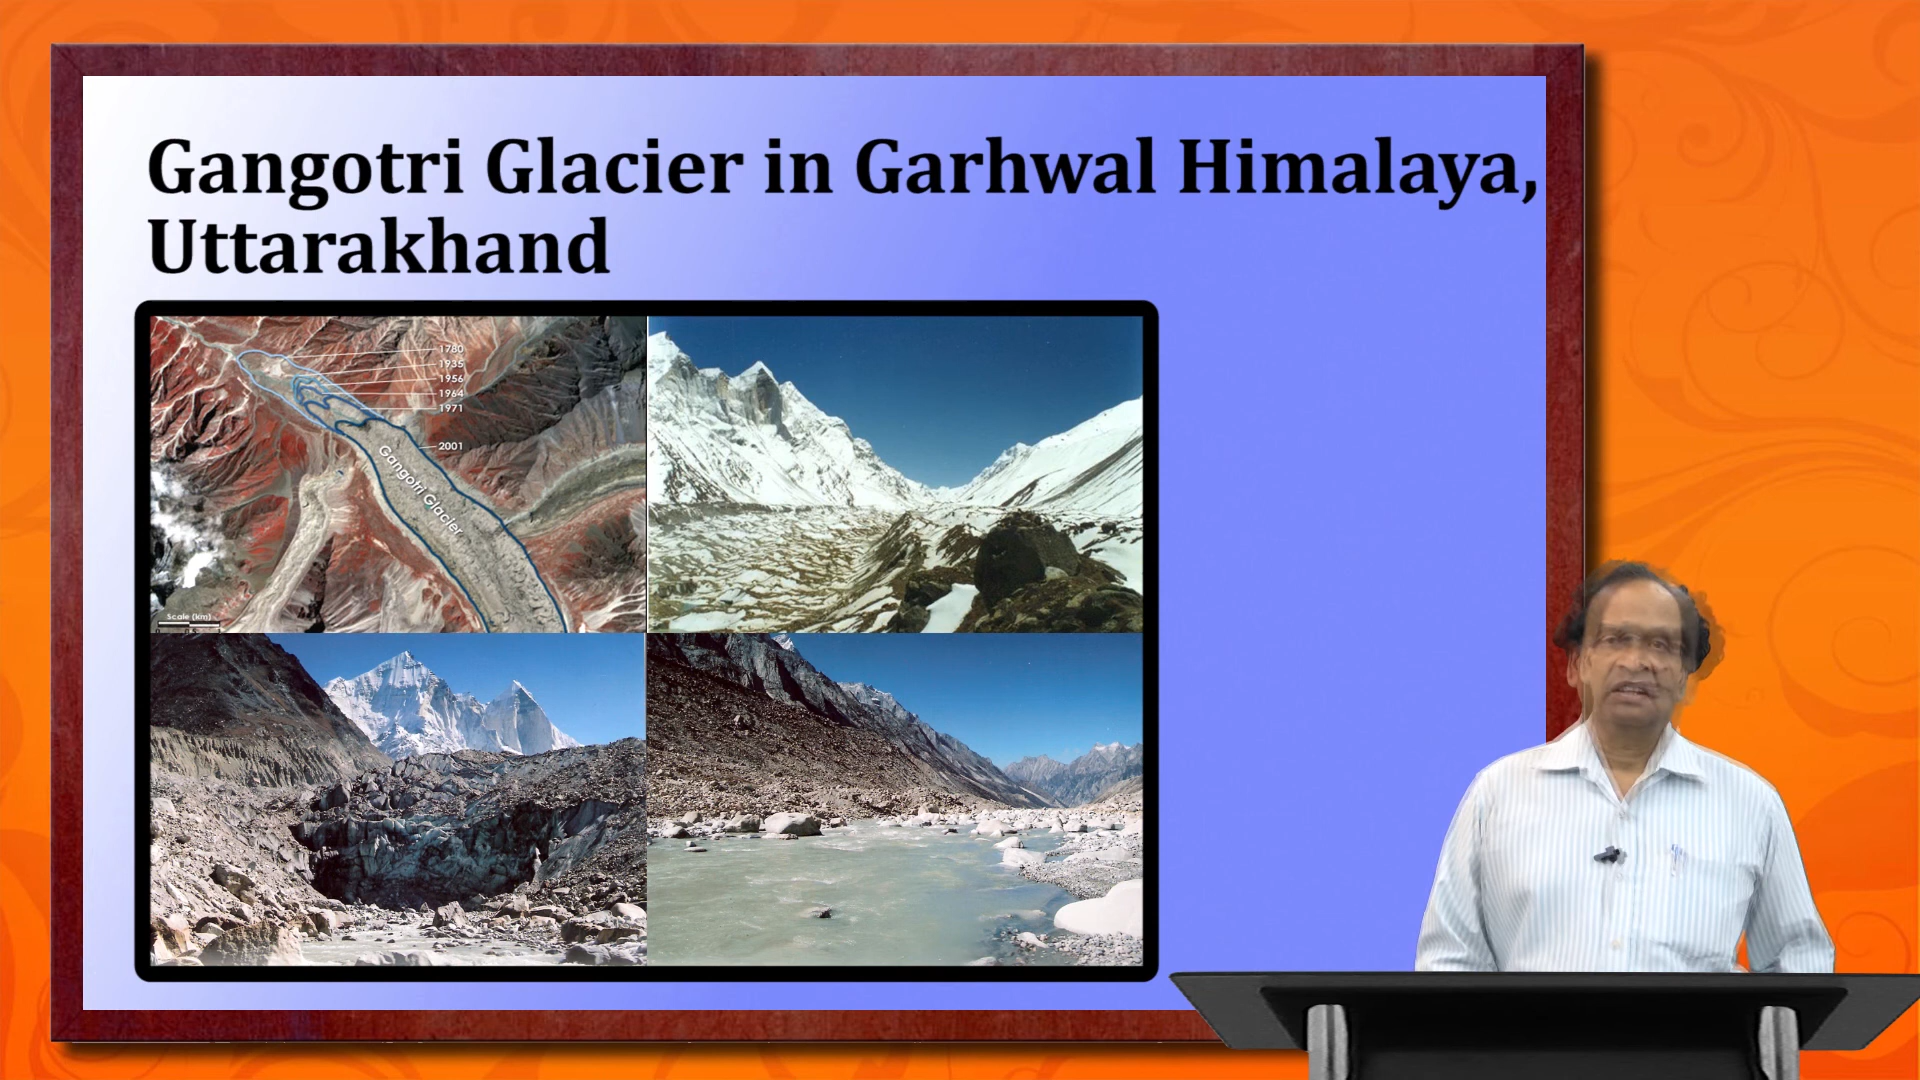 Gangotri Glacier in Garhwal Himalaya,
Uttarakhand
1780
1935
1956
1964
1971
2001
Gangotri Glacier
Scale (km)